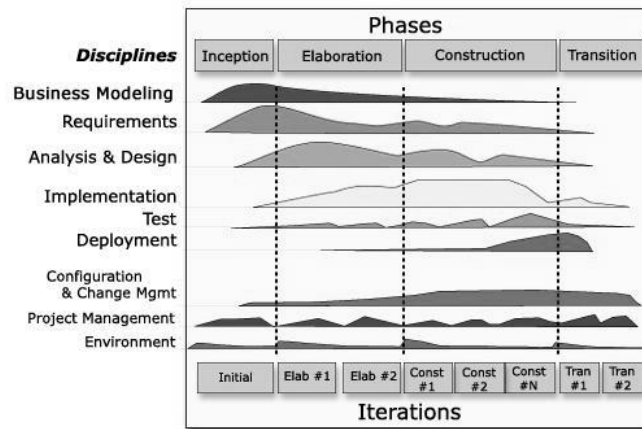 Phases
Disciplines
Inception
Elaboration
Construction
Transition
Business Modeling
Requirements
Analysis & Design
Implementation
Test
Deployment
Configuration
& Change Mgmt
Project Management
Environment
Initial
Elab #1
Elab #2
Const
#1
Const
#2
Const
#N
Tran
#1
Tran
#2
Iterations